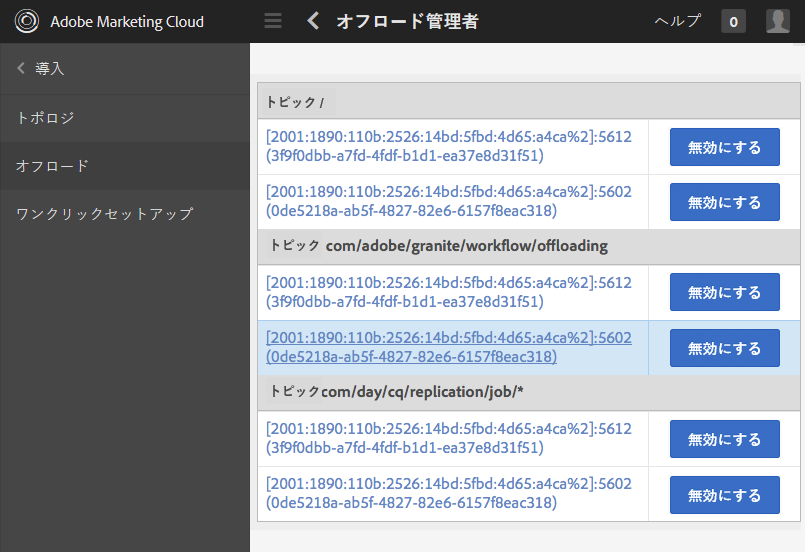 Adobe Marketing Cloud
オフロード管理者
ヘルプ
0
導入
トポロジ
オフロード
ワンクリックセットアップ
トピック /
[2001:1890:110b:2526:14bd:5fbd:4d65:a4ca%2]:5612
(3f9f0dbb-a7fd-4fdf-b1d1-ea37e8d31f51)
無効にする
[2001:1890:110b:2526:14bd:5fbd:4d65:a4ca%2]:5602
(0de5218a-ab5f-4827-82e6-6157f8eac318)
無効にする
トピック com/adobe/granite/workflow/offloading
[2001:1890:110b:2526:14bd:5fbd:4d65:a4ca%2]:5612
(3f9f0dbb-a7fd-4fdf-b1d1-ea37e8d31f51)
無効にする
[2001:1890:110b:2526:14bd:5fbd:4d65:a4ca%2]:5602
(0de5218a-ab5f-4827-82e6-6157f8eac318)
無効にする
トピックcom/day/cq/replication/job/*
[2001:1890:110b:2526:14bd:5fbd:4d65:a4ca%2]:5612
(3f9f0dbb-a7fd-4fdf-b1d1-ea37e8d31f51)
無効にする
[2001:1890:110b:2526:14bd:5fbd:4d65:a4ca%2]:5602
(0de5218a-ab5f-4827-82e6-6157f8eac318)
無効にする